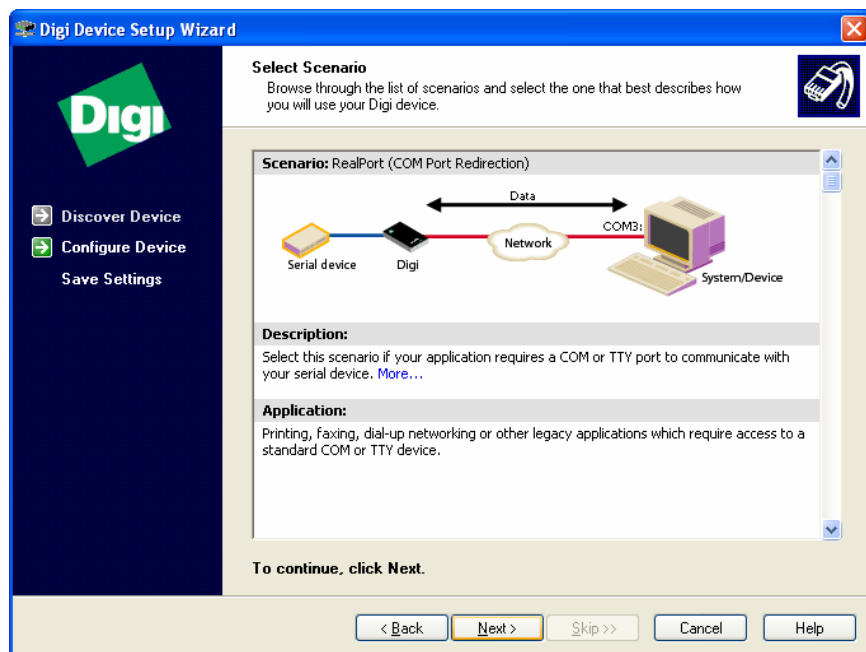 Digi Device Setup Wizard
Digi
Discover Device
Configure Device
Save Settings
Select Scenario
Browse through the list of scenarios and select the one that best describes how
you will use your Digi device.
Scenario: RealPort (COM Port Redirection)
Data
COM3:
Network
Serial device
Digi
System/Device
Description:
Select this scenario if your application requires a COM or TTY port to communicate with
your serial device. More...
Application:
Printing, faxing, dial-up networking or other legacy applications which require access to a
standard COM or TTY device.
To continue, click Next.
< Back
Next >
Skip >>
Cancel
Help